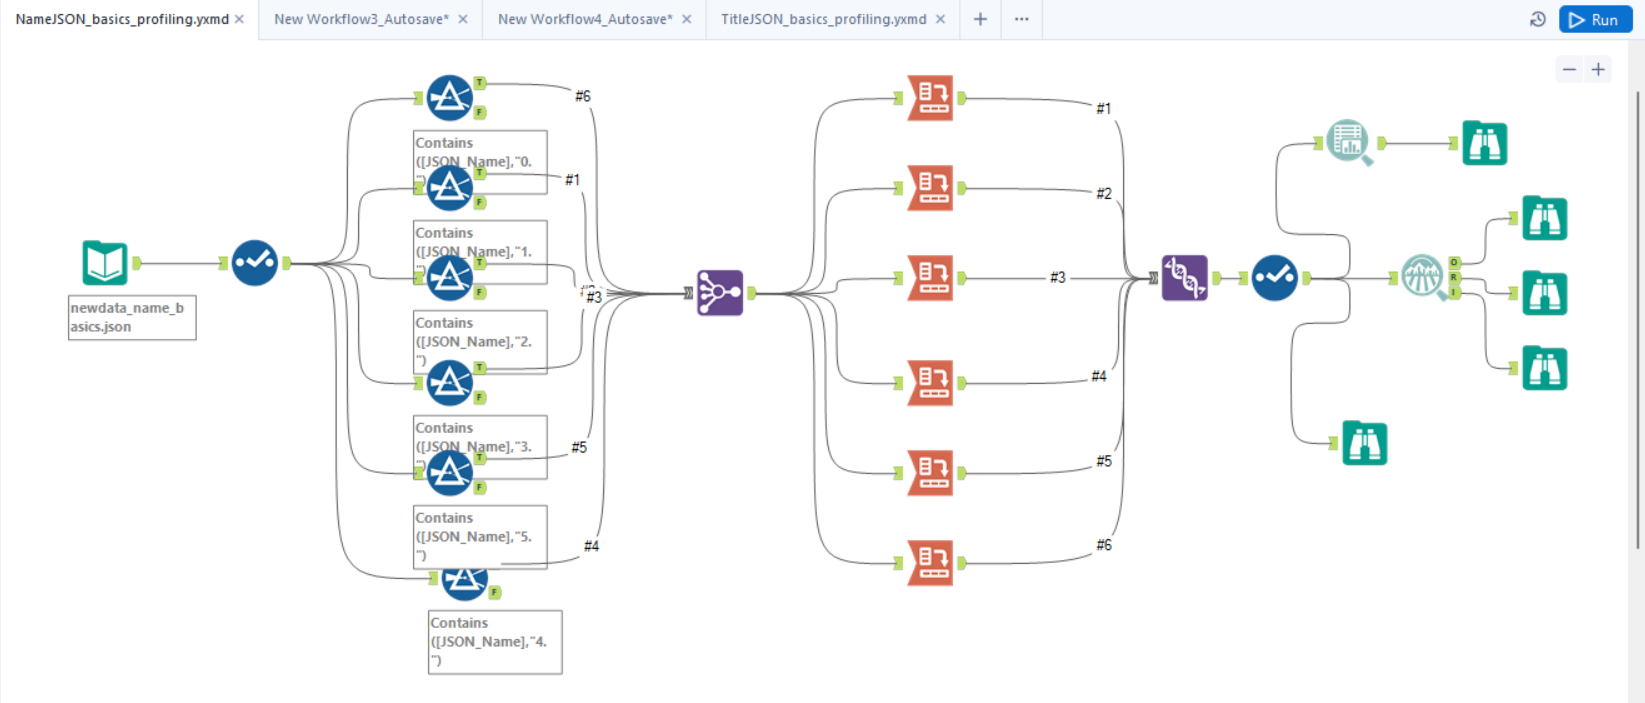 NameJSON_basics_profiling.yxmd
New Workflow3_Autosave*
New Workflow4_Autosave*
TitleJSON_basics_profiling.yxmd
Run
newdata_name_b
asics.json
T
F
Contains
([JSON_Name],"0.
")
T
F
Contains
([JSON_Name],"1.
")
T
F
Contains
([JSON_Name],"2.
")
T
F
Contains
([JSON_Name],"3.
")
T
F
Contains
([JSON_Name],"5.
")
F
Contains
([JSON_Name],"4.
")
#6
#1
#3
#5
#4
#1
#2
#3
#4
#5
#6
O
R
I